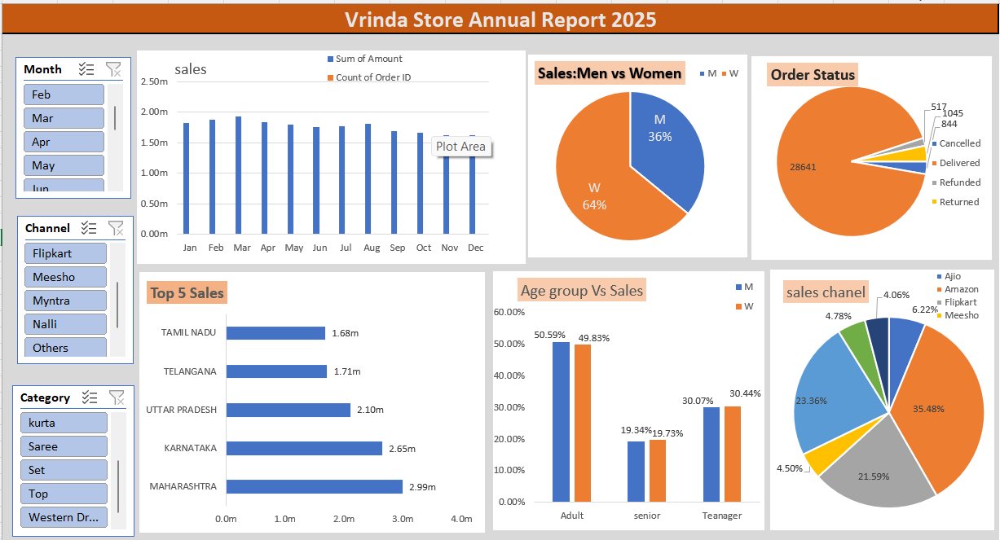 Vrinda Store Annual Report 2025
Month
Feb
Mar
Apr
May
Jun
Channel
Flipkart
Meesho
Myntra
Nalli
Others
Category
kurta
Saree
Set
Top
Western Dr...
sales
Sum of Amount
Count of Order ID
2.50m
2.00m
1.50m
1.00m
0.50m
0.00m
Plot Area
Jan Feb Mar Apr May Jun Jul Aug Sep Oct Nov Dec
Sales:Men vs Women
M W
M
36%
W
64%
Order Status
517
1045
844
28641
Cancelled
Delivered
Refunded
Returned
Top 5 Sales
TAMIL NADU 1.68m
TELANGANA 1.71m
UTTAR PRADESH 2.10m
KARNATAKA 2.65m
MAHARASHTRA 2.99m
0.0m 1.0m 2.0m 3.0m 4.0m
Age group Vs Sales
M
W
60.00%
50.00%
40.00%
30.00%
20.00%
10.00%
0.00%
50.59% 49.83%
19.34% 19.73%
30.07% 30.44%
Adult senior Teanager
sales chanel
Ajio
Amazon
Flipkart
Meesho
4.06%
6.22%
4.78%
23.36%
35.48%
4.50%
21.59%